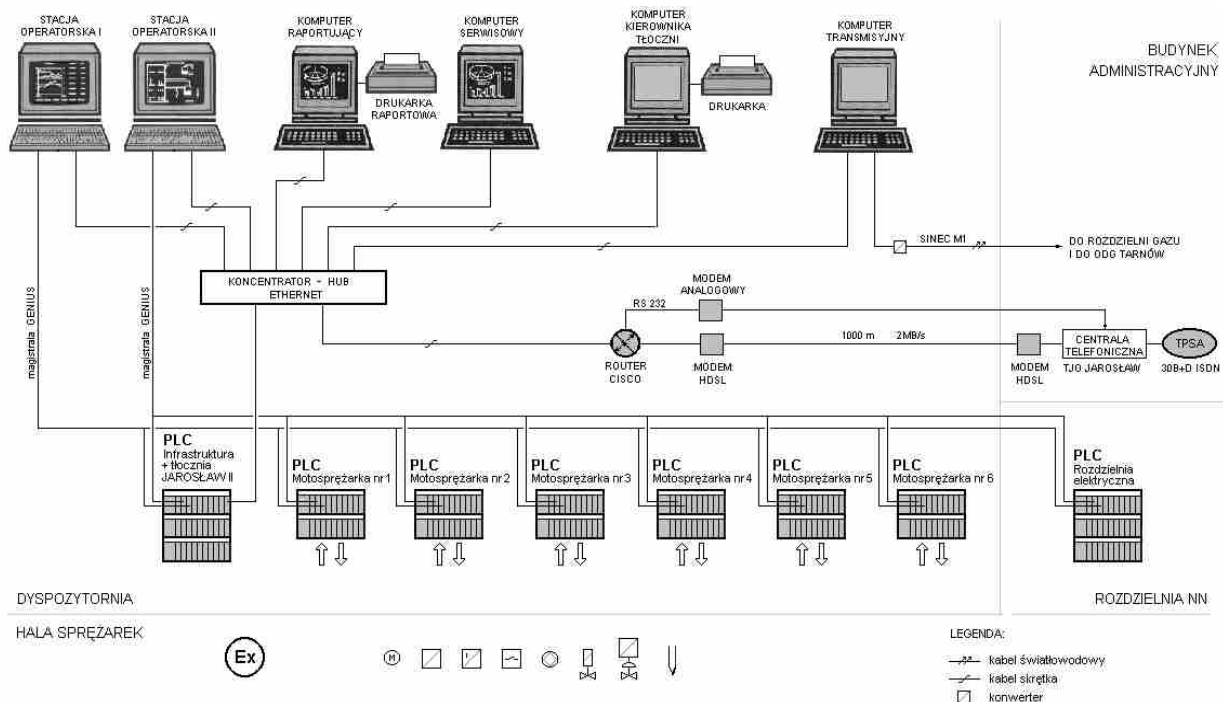 STACJA
OPERATORSKA I
STACJA
OPERATORSKA II
KOMPUTER
RAPORTUJĄCY
KOMPUTER
SERWISOWY
KOMPUTER
KIEROWNIKA
TŁOCZNI
KOMPUTER
TRANSMISYJNY
BUDYNEK
ADMINISTRACYJNY
DRUKARKA
RAPORTOWA
DRUKARKA
SINEC M1
DO ROZDZIELNI GAZU
I DO ODG TARNÓW
KONCENTRATOR - HUB
ETHERNET
magistrala GENIUS
magistrala GENIUS
MODEM
ANALOGOWY
RS 232
1000 m 2MB/s
ROUTER
CISCO
MODEM
HDSL
MODEM
HDSL
CENTRALA
TELEFONICZNA
TJO JAROSŁAW
TPSA
30B+D ISDN
PLC
Infrastruktura
+ tłocznia
JAROSŁAW II
PLC
Motosprężarka nr1
PLC
Motosprężarka nr2
PLC
Motosprężarka nr3
PLC
Motosprężarka nr4
PLC
Motosprężarka nr5
PLC
Motosprężarka nr6
PLC
Rozdzielnia
elektryczna
DYSPOZYTORNIA
ROZDZIELNIA NN
HALA SPRĘŻAREK
Ex
M
LEGENDA:
kabel światłowodowy
kabel skrętka
konwerter